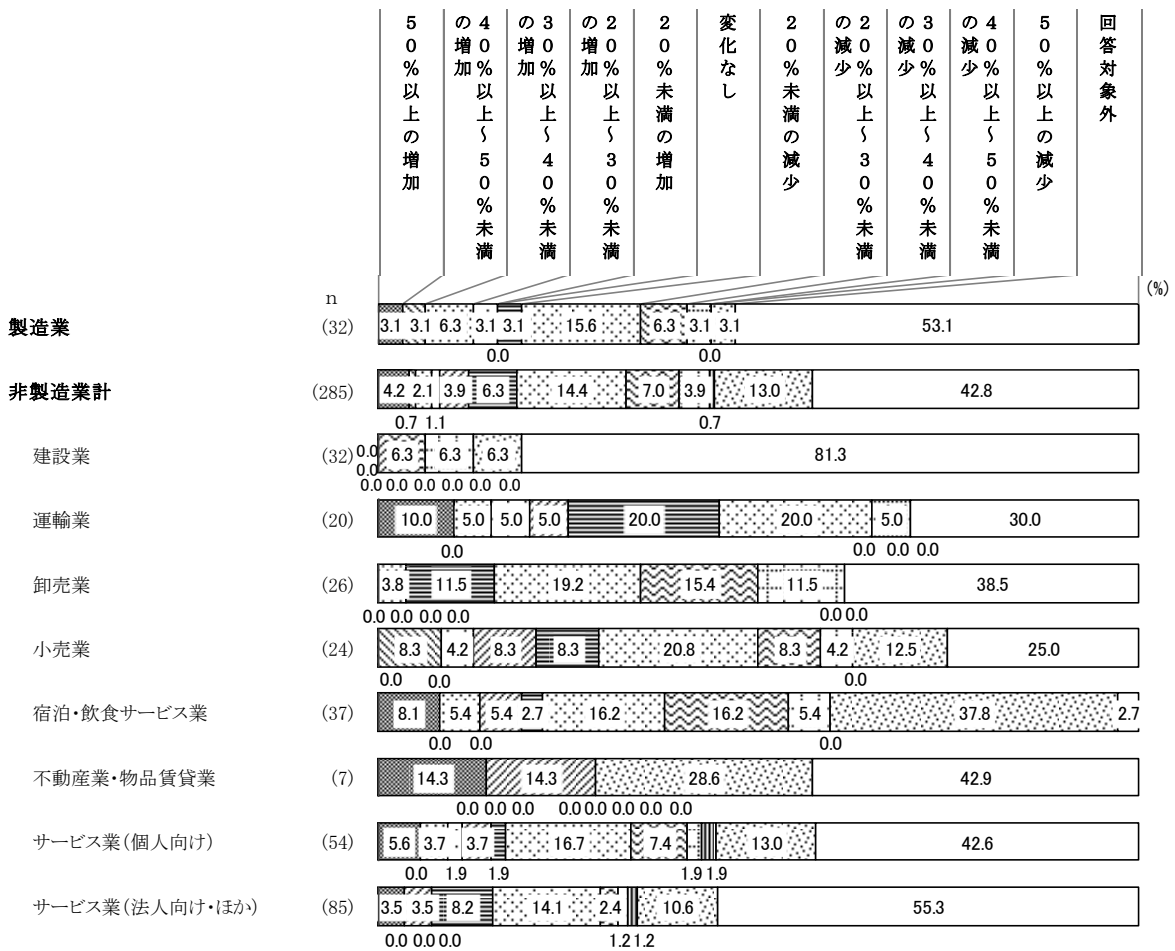 50%以上の増加
40%以上~50%未満の増加
30%以上~40%未満の増加
20%以上~30%未満の増加
20%未満の増加
変化なし
20%未満の減少
20%以上~30%未満の減少
30%以上~40%未満の減少
40%以上~50%未満の減少
50%以上の減少
回答対象外
n
(%)
製造業 (32) 3.1 3.1 6.3 3.1 3.1 15.6 6.3 3.1 3.1 53.1
0.0 0.0
非製造業計 (285) 4.2 2.1 3.9 6.3 14.4 7.0 3.9 13.0 42.8
0.7 1.1 0.7
建設業 (32) 0.0 0.0 6.3 6.3 6.3 81.3
0.0 0.0 0.0 0.0 0.0 0.0
運輸業 (20) 10.0 5.0 5.0 5.0 20.0 20.0 5.0 30.0
0.0 0.0 0.0 0.0
卸売業 (26) 3.8 11.5 19.2 15.4 11.5 38.5
0.0 0.0 0.0 0.0 0.0 0.0
小売業 (24) 8.3 4.2 8.3 8.3 20.8 8.3 4.2 12.5 25.0
0.0 0.0 0.0
宿泊・飲食サービス業 (37) 8.1 5.4 5.4 2.7 16.2 16.2 5.4 37.8 2.7
0.0 0.0 0.0
不動産業・物品賃貸業 (7) 14.3 14.3 28.6 42.9
0.0 0.0 0.0 0.0 0.0 0.0 0.0 0.0
サービス業(個人向け) (54) 5.6 3.7 3.7 16.7 7.4 13.0 42.6
0.0 1.9 1.9 1.9 1.9
サービス業(法人向け・ほか) (85) 3.5 3.5 8.2 14.1 2.4 10.6 55.3
0.0 0.0 0.0 1.2 1.2